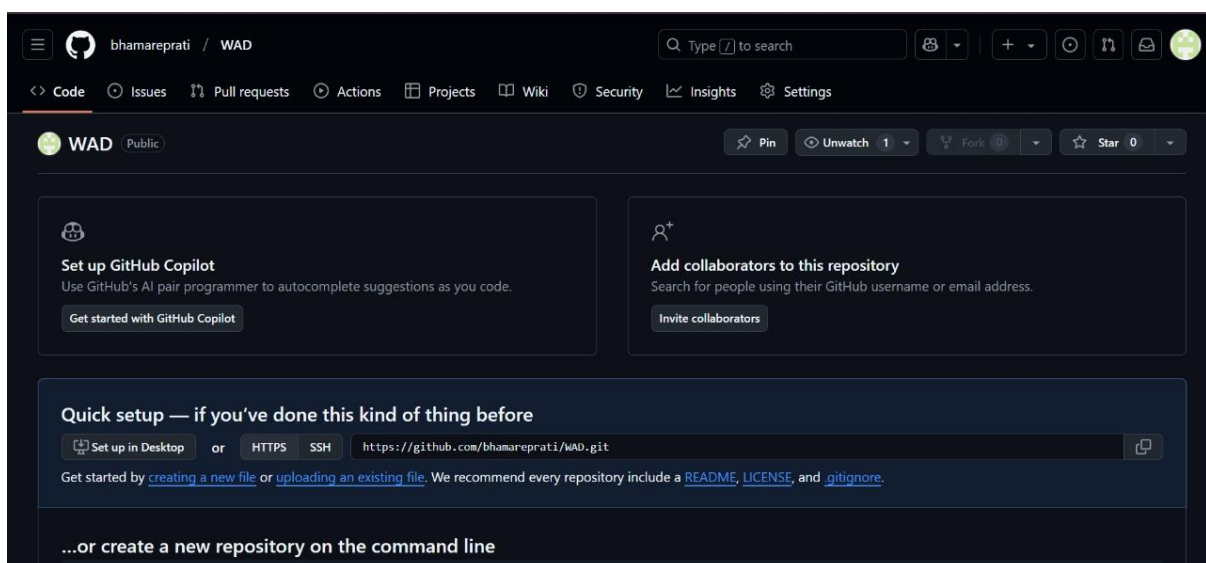 bhamareprati / WAD
Type / to search
Code Issues Pull requests Actions Projects Wiki Security Insights Settings
WAD Public
Pin Unwatch 1 Fork 0 Star 0
Set up GitHub Copilot
Use GitHub's AI pair programmer to autocomplete suggestions as you code.
Get started with GitHub Copilot
Add collaborators to this repository
Search for people using their GitHub username or email address.
Invite collaborators
Quick setup — if you've done this kind of thing before
Set up in Desktop or HTTPS SSH https://github.com/bhamareprati/WAD.git
Get started by creating a new file or uploading an existing file. We recommend every repository include a README, LICENSE, and .gitignore.
...or create a new repository on the command line